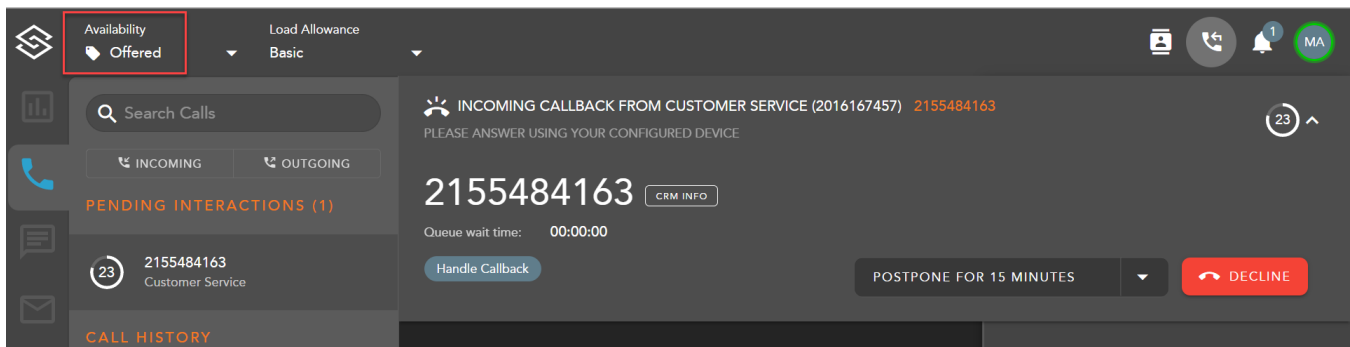 Availability
Offered
Load Allowance
Basic
1
MA
Search Calls
INCOMING
OUTGOING
PENDING INTERACTIONS (1)
23
2155484163
Customer Service
CALL HISTORY
INCOMING CALLBACK FROM CUSTOMER SERVICE (2016167457) 2155484163
PLEASE ANSWER USING YOUR CONFIGURED DEVICE
23
2155484163 CRM INFO
Queue wait time: 00:00:00
Handle Callback
POSTPONE FOR 15 MINUTES
DECLINE